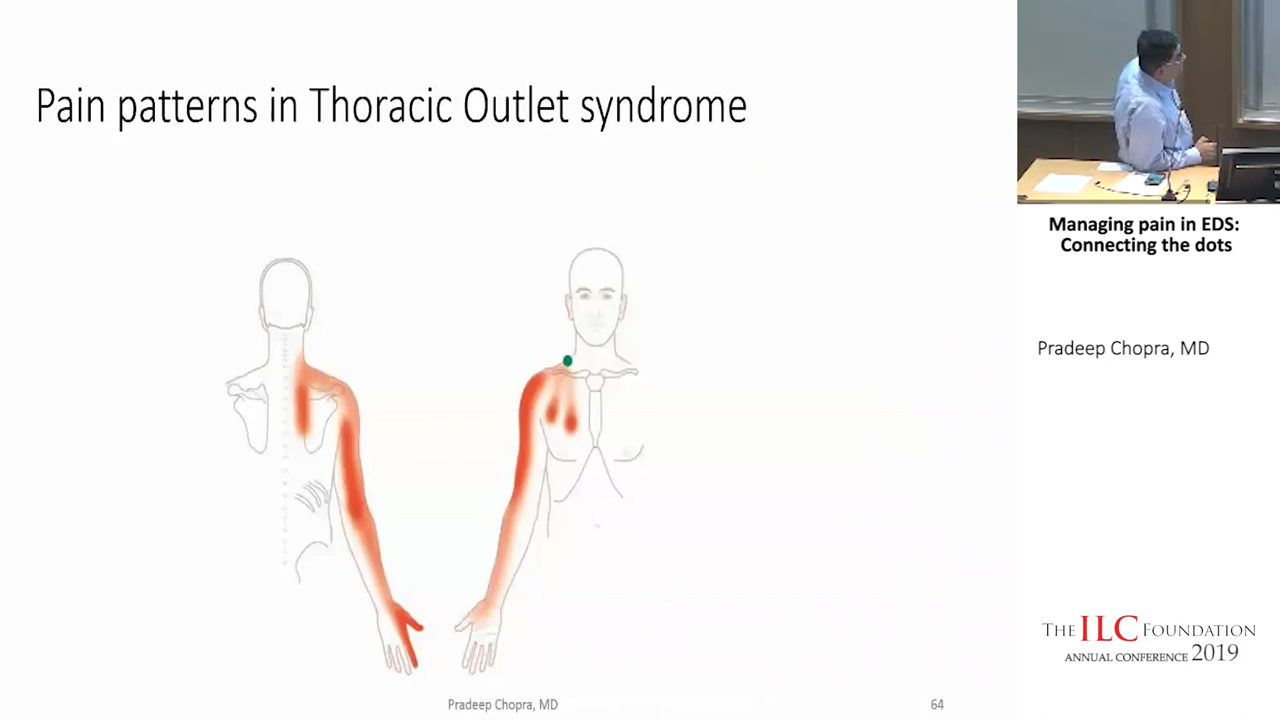 Pain patterns in Thoracic Outlet syndrome
Managing pain in EDS:
Connecting the dots
Pradeep Chopra, MD
THE ILC FOUNDATION
ANNUAL CONFERENCE 2019
Pradeep Chopra, MD
64